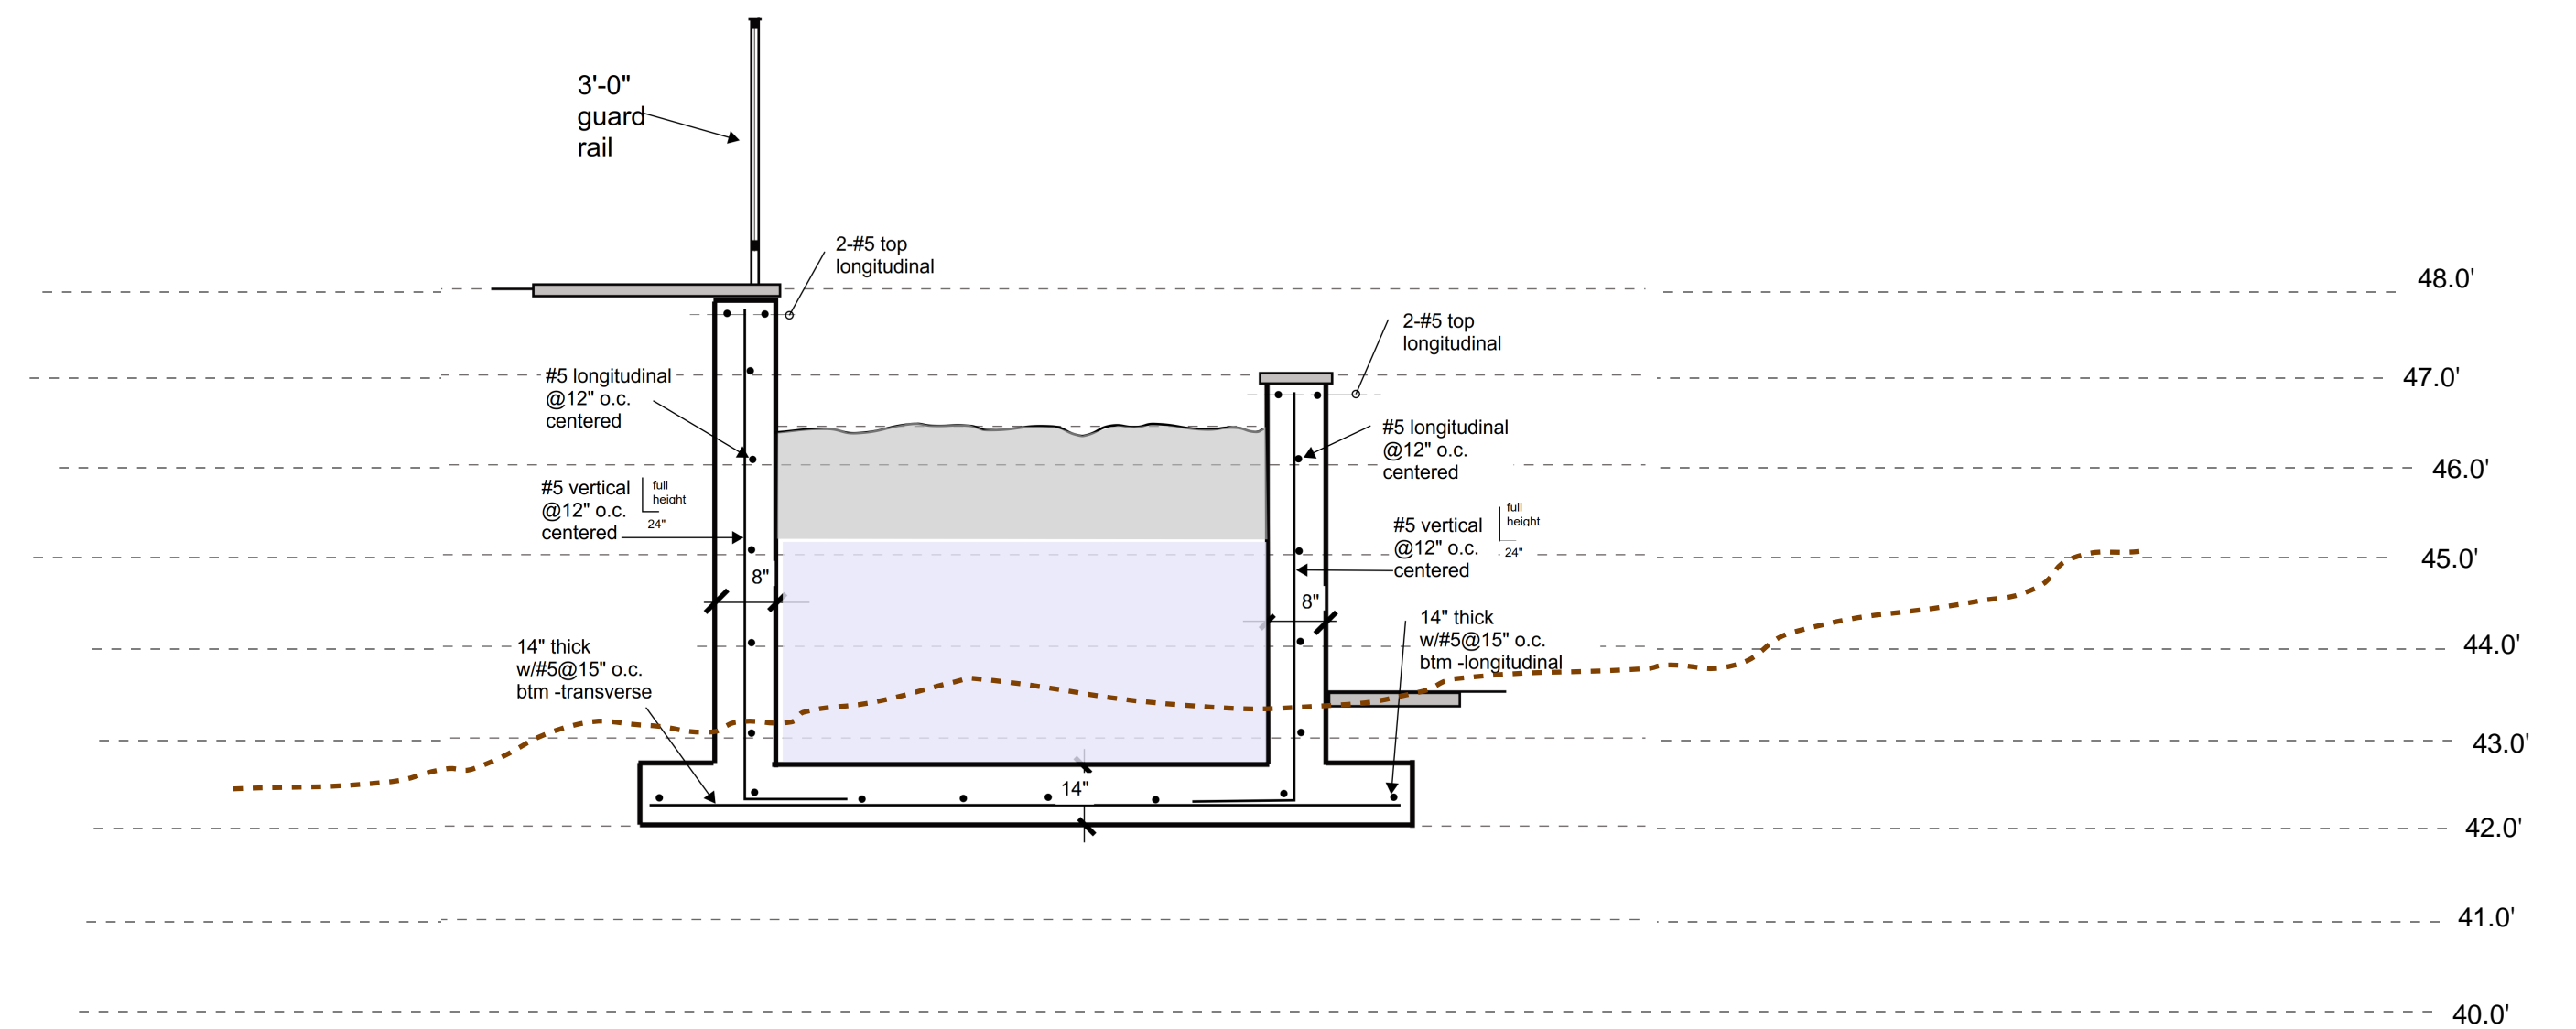 3'-0"
guard
rail
2-#5 top
longitudinal
48.0'
2-#5 top
longitudinal
47.0'
#5 longitudinal
@12" o.c.
centered
#5 longitudinal
@12" o.c.
centered
46.0'
#5 vertical
@12" o.c.
centered
full
height
24"
#5 vertical
@12" o.c.
centered
full
height
24"
45.0'
8"
8"
14" thick
w/#5@15" o.c.
btm -transverse
14" thick
w/#5@15" o.c.
btm -longitudinal
44.0'
43.0'
14"
42.0'
41.0'
40.0'